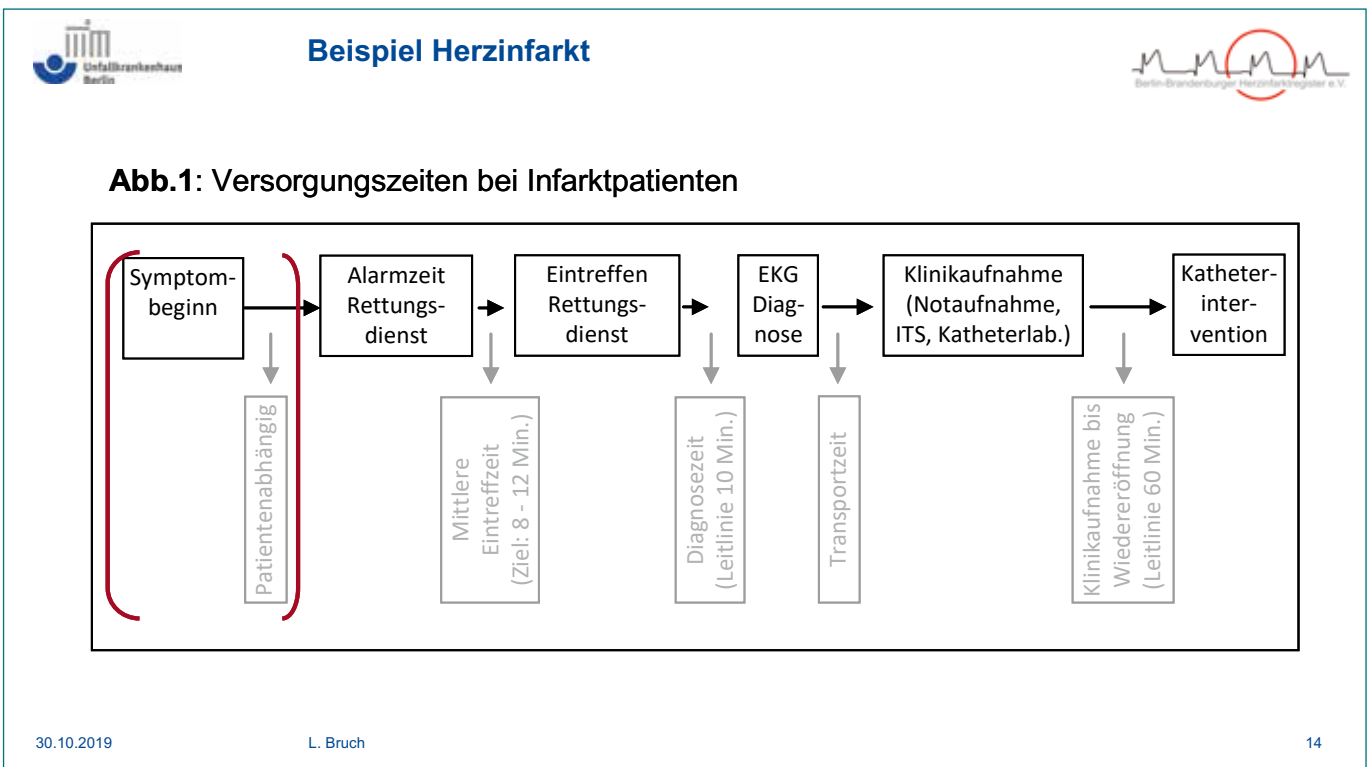 Unfallkrankenhaus
Berlin
Beispiel Herzinfarkt
Berlin-Brandenburger Herzinfarktregister e.V.
Abb.1: Versorgungszeiten bei Infarktpatienten
Symptom-
beginn
Alarmzeit
Rettungs-
dienst
Eintreffen
Rettungs-
dienst
EKG
Diag-
nose
Klinikaufnahme
(Notaufnahme,
ITS, Katheterlab.)
Katheter-
inter-
vention
Patientenabhängig
Mittlere
Eintreffzeit
(Ziel: 8 - 12 Min.)
Diagnosezeit
(Leitlinie 10 Min.)
Transportzeit
Klinikaufnahme bis
Wiedereröffnung
(Leitlinie 60 Min.)
30.10.2019
L. Bruch
14